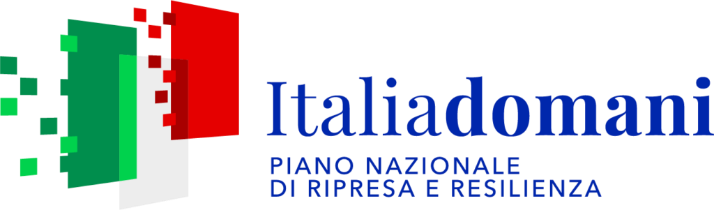 Italiadomani
PIANO NAZIONALE
DI RIPRESA E RESILIENZA